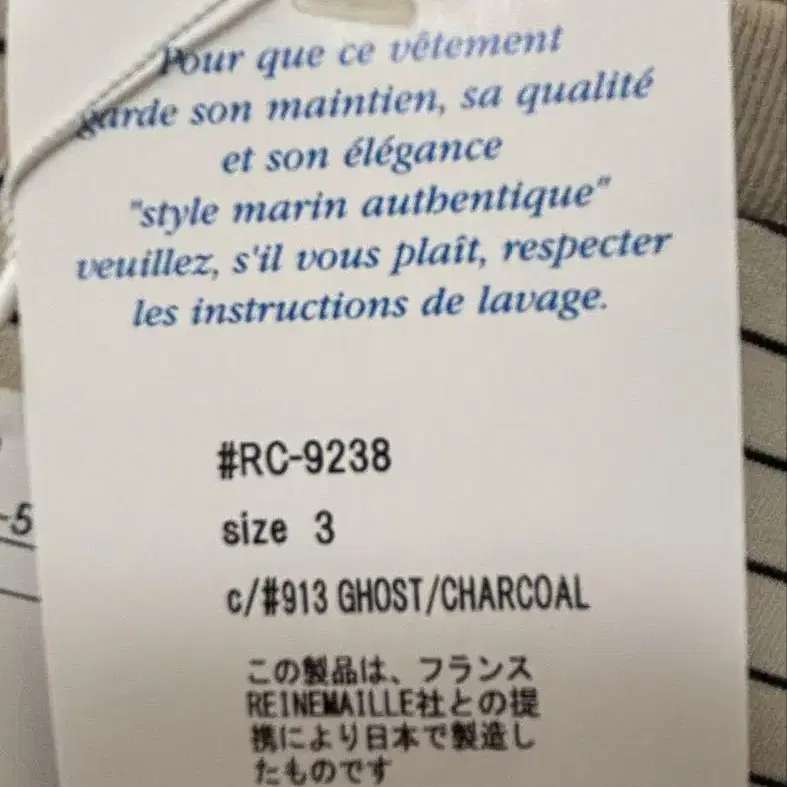 Pour que ce vêtement
garde son maintien, sa qualité
et son élégance
"style marin authentique"
veuillez, s'il vous plaît, respecter
les instructions de lavage.
-5
#RC-9238
size 3
c/#913 GHOST/CHARCOAL
この製品は、フランス
REINEMAILLE社との提
携により日本で製造し
たものです